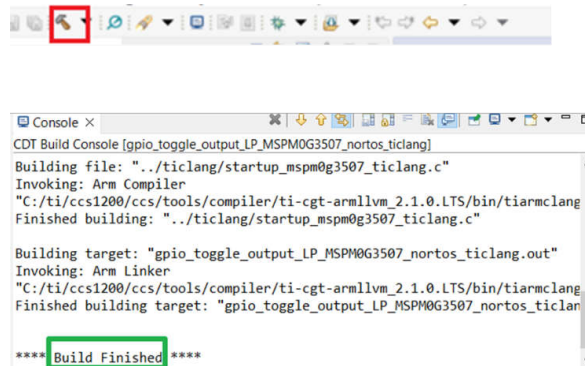 Console
CDT Build Console [gpio_toggle_output_LP_MSPM0G3507_nortos_ticlang]
Building file: "../ticlang/startup_mspm0g3507_ticlang.c"
Invoking: Arm Compiler
"C:/ti/ccs1200/ccs/tools/compiler/ti-cgt-armllvm_2.1.0.LTS/bin/tiarmclang
Finished building: "../ticlang/startup_mspm0g3507_ticlang.c"
Building target: "gpio_toggle_output_LP_MSPM0G3507_nortos_ticlang.out"
Invoking: Arm Linker
"C:/ti/ccs1200/ccs/tools/compiler/ti-cgt-armllvm_2.1.0.LTS/bin/tiarmclang
Finished building target: "gpio_toggle_output_LP_MSPM0G3507_nortos_ticlan
**** Build Finished ****